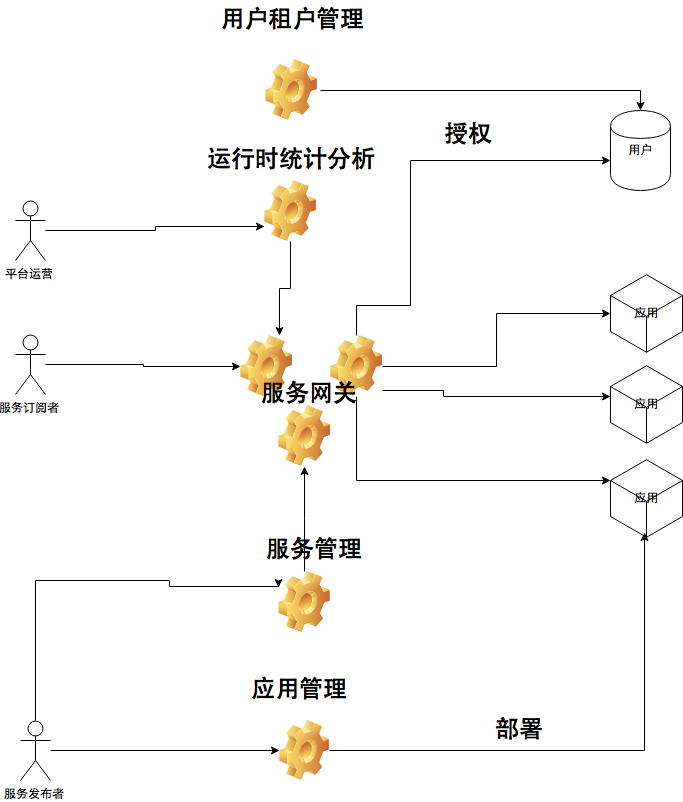 用户租户管理
授权
用户
运行时统计分析
平台运营
应用
服务订阅者
服务网关
应用
应用
服务管理
应用管理
部署
服务发布者